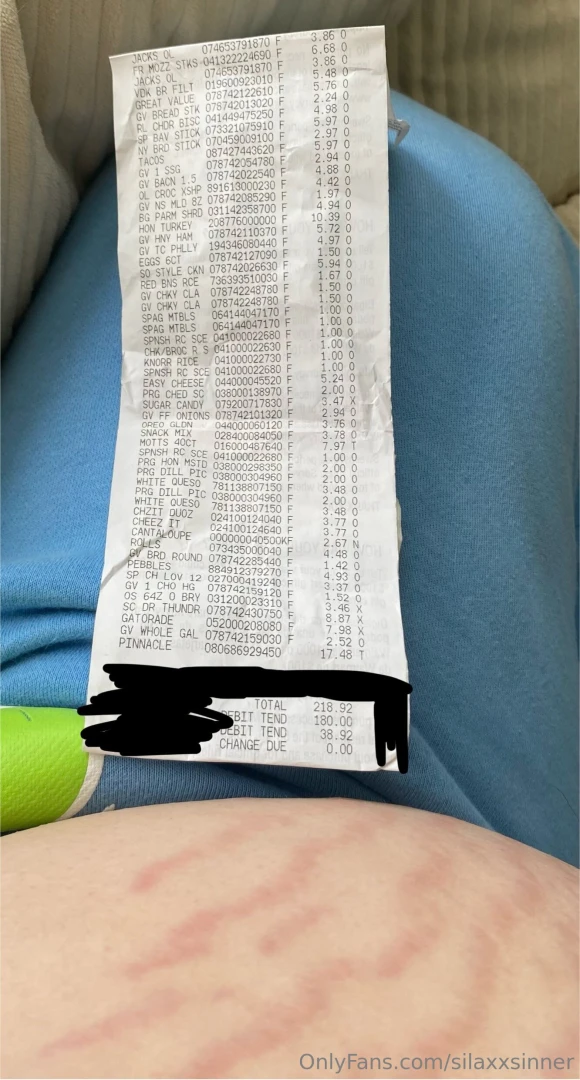 JACKS OL 074653791870 F 3.86 O
FR MOZZ STKS 041322224690 F 6.68 O
JACKS OL 074653791870 F 3.86 O
VDK BR FILT 019600923010 F 5.48 O
GREAT VALUE 078742122610 F 5.76 O
GV BREAD STK 078742013020 F 2.24 O
RL CHDR BISC 041449475250 F 4.98 O
SP BAV STICK 073321075910 F 5.97 O
NY BRD STICK 070459009100 F 2.97 O
TACOS 087427443620 F 5.97 O
GV 1 SSG 078742054780 F 2.94 O
GV BACN 1.5 078742022540 F 4.88 O
OL CROC XSHP 891613000230 F 4.42 O
GV NS MLD 8Z 078742085290 F 1.97 O
BG PARM SHRD 031142358700 F 4.94 O
HON TURKEY 208776000000 F 10.39 O
GV HNY HAM 078742110370 F 5.72 O
GV TC PHLLY 194346080440 F 4.97 O
EGGS 6CT 078742127090 F 1.50 O
SO STYLE CKN 078742026630 F 5.94 O
RED BNS RCE 736393510030 F 1.67 O
GV CHKY CLA 078742248780 F 1.50 O
GV CHKY CLA 078742248780 F 1.50 O
SPAG MTBLS 064144047170 F 1.00 O
SPAG MTBLS 064144047170 F 1.00 O
SPNSH RC SCE 041000022680 F 1.00 O
CHK/BROC R S 041000022630 F 1.00 O
KNORR RICE 041000022730 F 1.00 O
SPNSH RC SCE 041000022680 F 1.00 O
EASY CHEESE 044000045520 F 5.24 O
PRG CHED SC 038000138970 F 2.00 O
SUGAR CANDY 079200717830 F 3.47 X
GV FF ONIONS 078742101320 F 2.94 O
OREO GLDN 044000060120 F 3.76 O
SNACK MIX 028400084050 F 3.78 O
MOTTS 40CT 016000487640 F 7.97 T
SPNSH RC SCE 041000022680 F 1.00 O
PRG HON MSTD 038000298350 F 2.00 O
PRG DILL PIC 038000304960 F 2.00 O
WHITE QUESO 781138807150 F 3.48 O
PRG DILL PIC 038000304960 F 2.00 O
WHITE QUESO 781138807150 F 3.48 O
CHZIT DUOZ 024100124040 F 3.77 O
CHEEZ IT 024100124640 F 3.77 O
CANTALOUPE 000000040500KF 2.67 N
ROLLS 073435000040 F 4.48 O
GV BRD ROUND 078742285440 F 1.42 O
PEBBLES 884912379270 F 4.93 O
SP CH LOV 12 027000419240 F 3.37 O
GV 1 CHO HG 078742159120 F 1.52 O
OS 64Z O BRY 031200023310 F 3.46 X
SC DR THUNDR 078742430750 F 8.87 X
GATORADE 052000208080 F 7.98 X
GV WHOLE GAL 078742159030 F 2.52 O
PINNACLE 080686929450 17.48 T
TOTAL 218.92
DEBIT TEND 180.00
DEBIT TEND 38.92
CHANGE DUE 0.00
OnlyFans.com/silaxxsinner